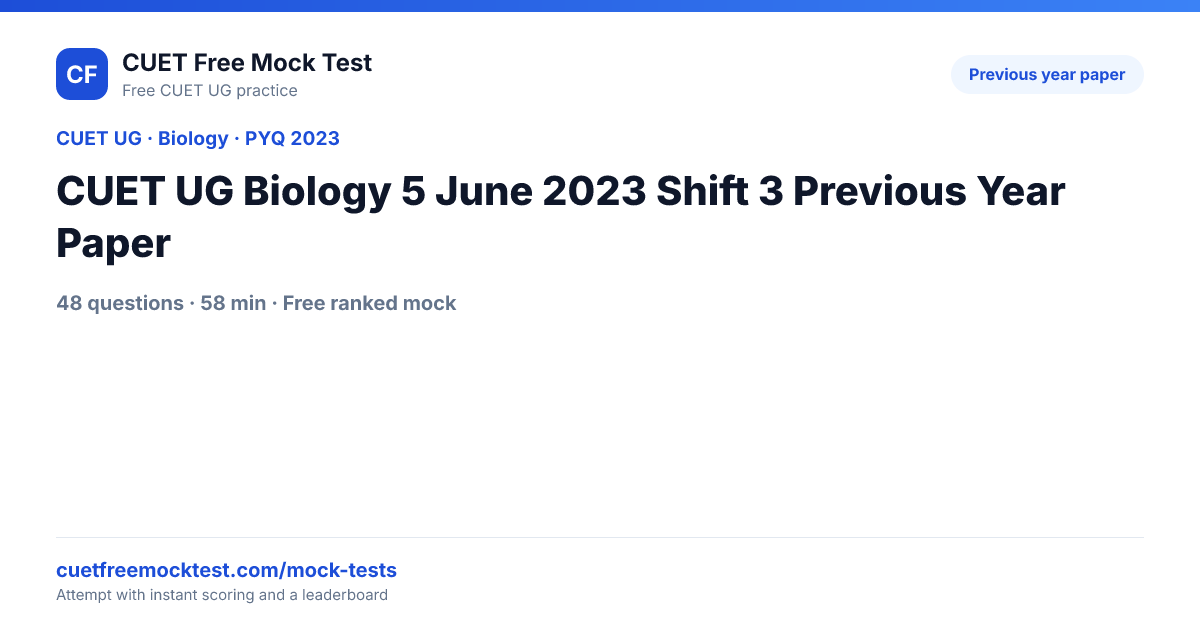 CF
CUET Free Mock Test
Free CUET UG practice
Previous year paper
CUET UG · Biology · PYQ 2023
CUET UG Biology 5 June 2023 Shift 3 Previous Year
Paper
48 questions · 58 min · Free ranked mock
cuetfreemocktest.com/mock-tests
Attempt with instant scoring and a leaderboard